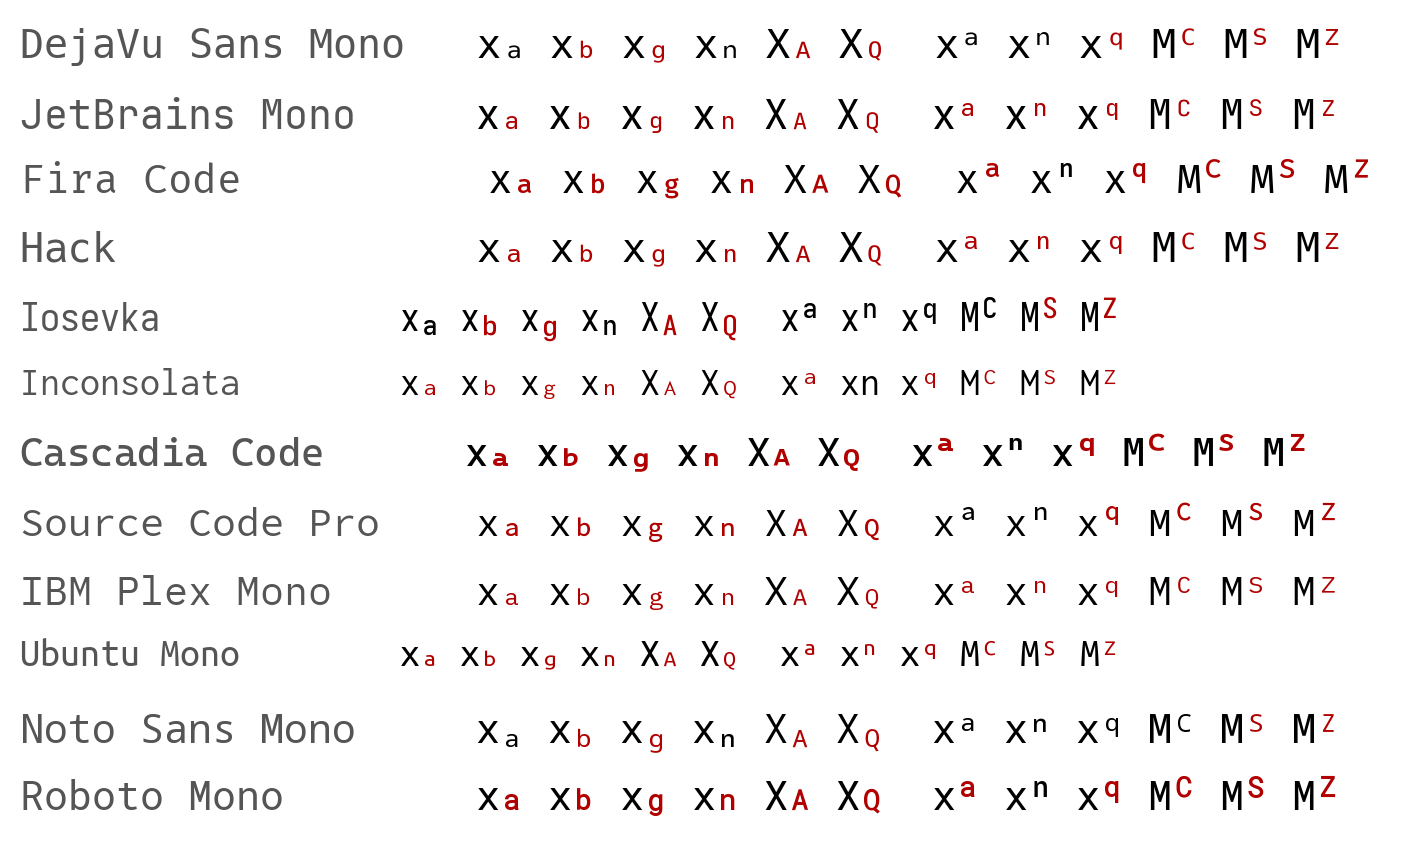 DejaVu Sans Mono xₐ xb xg xₙ XA XQ xᵃ xⁿ xq MC MS MZ
JetBrains Mono xa xb xg xn XA XQ xa xn xq MC MS MZ
Fira Code xa xb xg xn XA XQ xa xⁿ xq MC MS MZ
Hack xa xb xg xn XA XQ xa xn xq MC MS MZ
Iosevka xₐ xb xg xₙ XA XQ xᵃ xⁿ x𐞥 Mꟲ MS MZ
Inconsolata xa xb xg xn XA XQ xa xn xq MC MS MZ
Cascadia Code xa xb xg xn XA XQ xa xⁿ xq MC MS MZ
Source Code Pro xa xb xg xn XA XQ xᵃ xⁿ xq MC MS MZ
IBM Plex Mono xa xb xg xn XA XQ xa xn xq MC MS MZ
Ubuntu Mono xa xb xg xn XA XQ xa xn xq MC MS MZ
Noto Sans Mono xₐ xb xg xₙ XA XQ xᵃ xⁿ x𐞥 Mꟲ MS MZ
Roboto Mono xa xb xg xn XA XQ xa xⁿ xq MC MS MZ